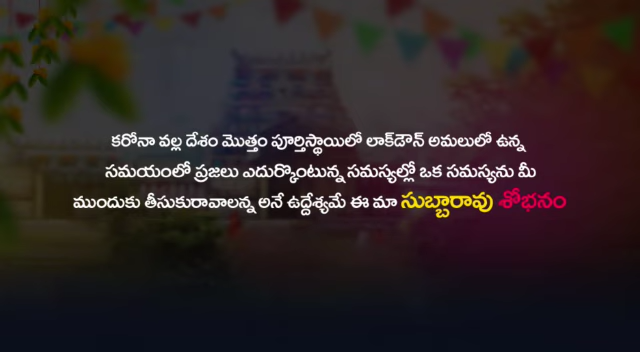 కరోనా వల్ల దేశం మొత్తం పూర్తిస్థాయిలో లాక్‌డౌన్ అమలులో ఉన్న
సమయంలో ప్రజలు ఎదుర్కొంటున్న సమస్యల్లో ఒక సమస్యను మీ
ముందుకు తీసుకురావాలన్న అనే ఉద్దేశ్యమే ఈ మా సుబ్బారావు శోభనం